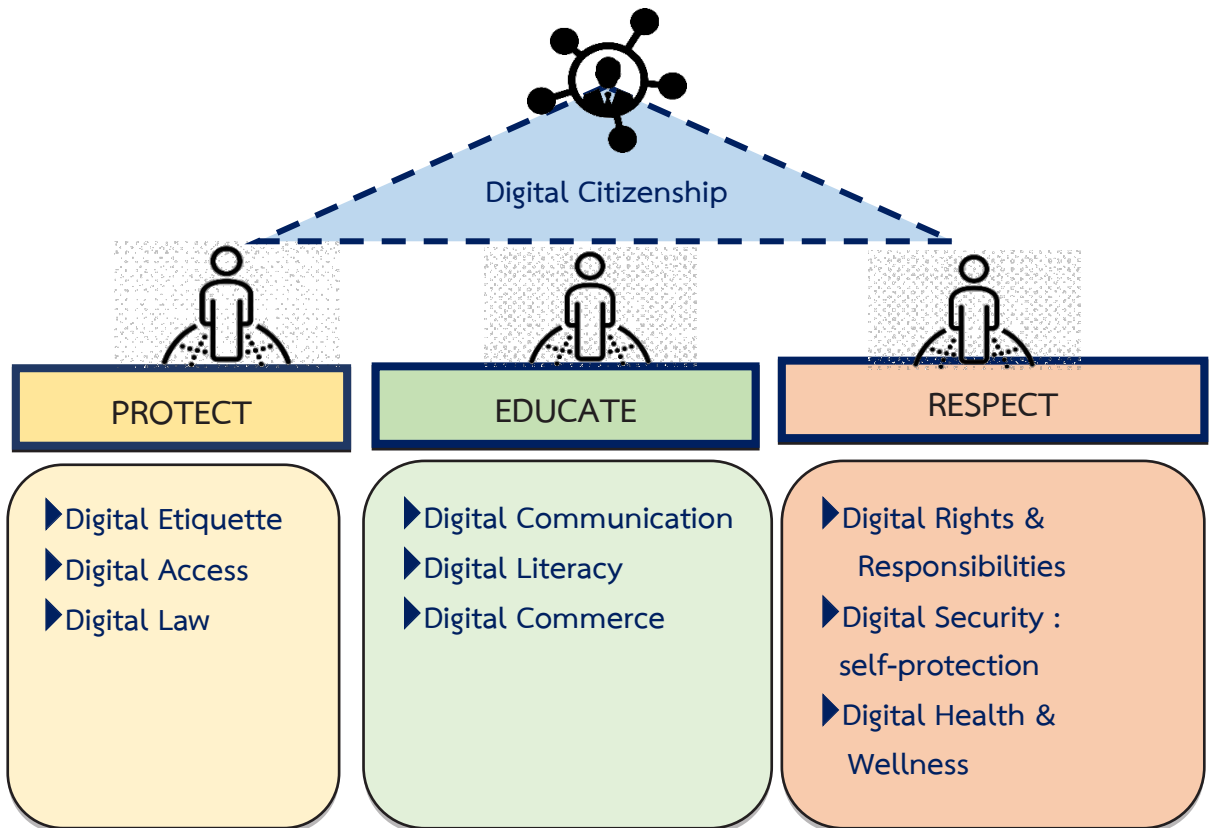 Digital Citizenship
PROTECT
EDUCATE
RESPECT
Digital Etiquette
Digital Access
Digital Law
Digital Communication
Digital Literacy
Digital Commerce
Digital Rights &
Responsibilities
Digital Security :
self-protection
Digital Health &
Wellness